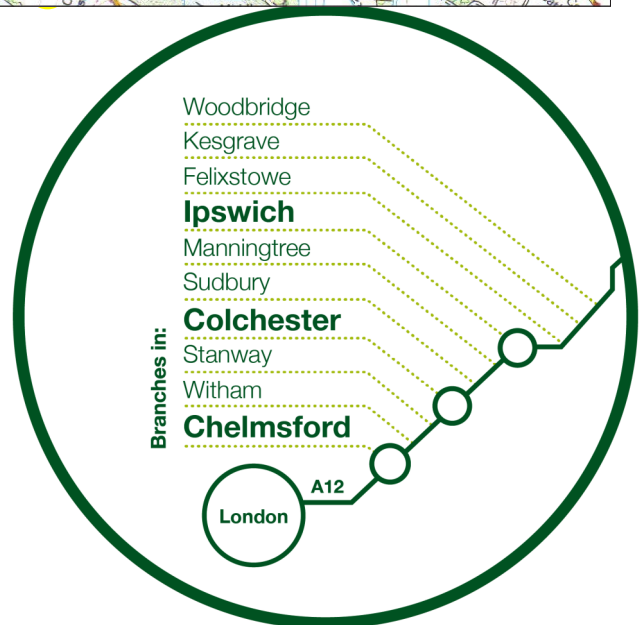 Woodbridge
Kesgrave
Felixstowe
Ipswich
Manningtree
Sudbury
Colchester
Stanway
Witham
Chelmsford
Branches in:
A12
London